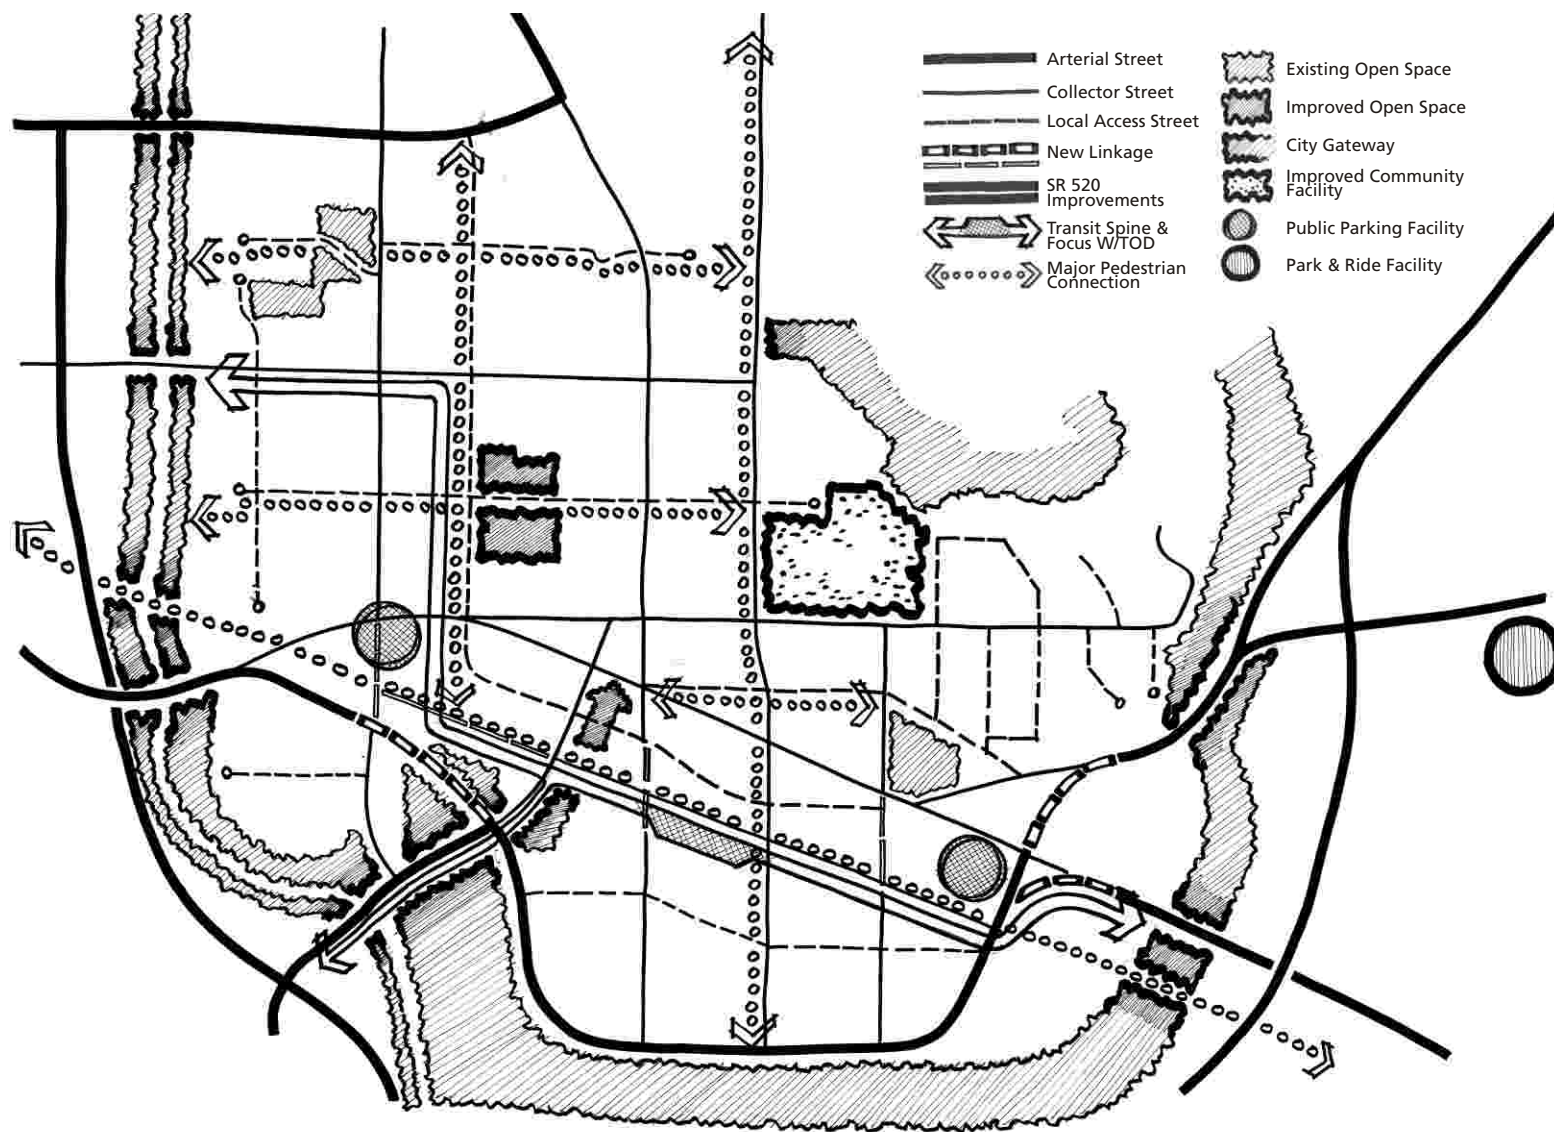 Arterial Street
Collector Street
Local Access Street
New Linkage
SR 520
Improvements
Transit Spine &
Focus W/TOD
Major Pedestrian
Connection
Existing Open Space
Improved Open Space
City Gateway
Improved Community
Facility
Public Parking Facility
Park & Ride Facility